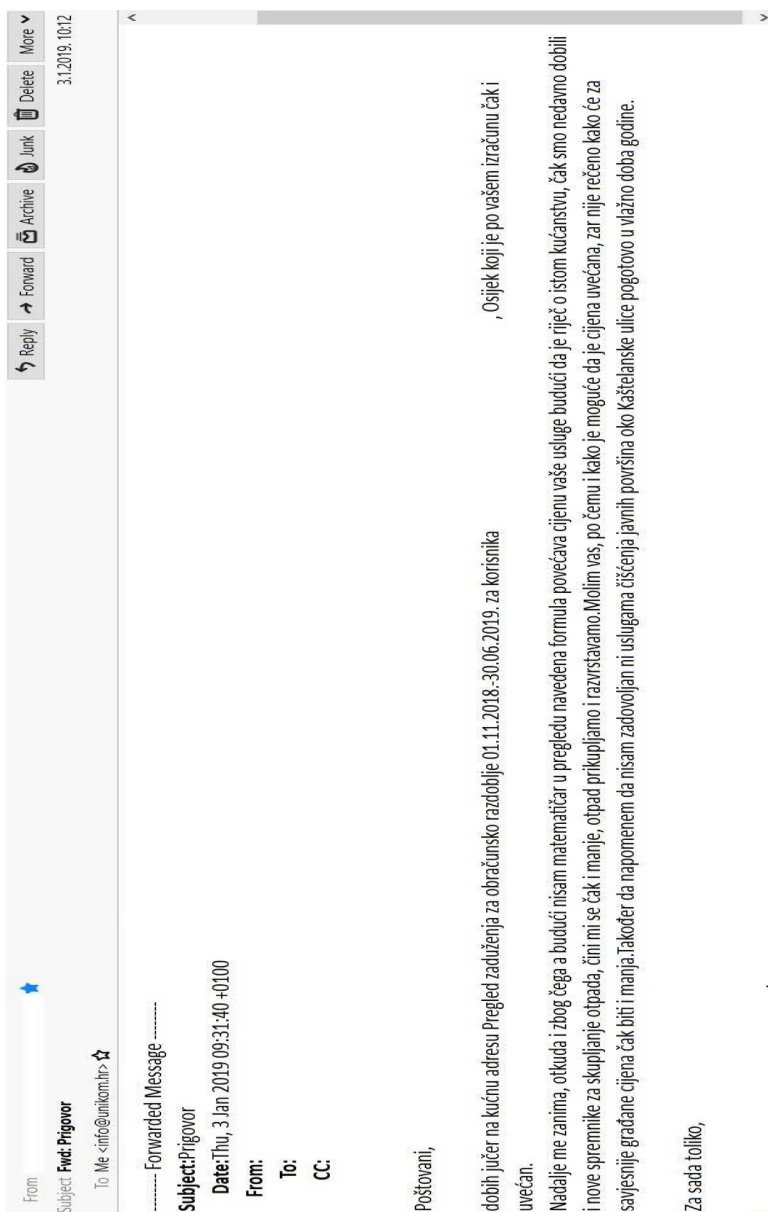 From
Reply Forward Archive Junk Delete More
Subject Fwd: Prigovor
3.1.2019. 10:12
To Me <info@unikom.hr>
-------- Forwarded Message --------
Subject:Prigovor
Date:Thu, 3 Jan 2019 09:31:40 +0100
From:
To:
CC:
Poštovani,
dobih jučer na kućnu adresu Pregled zaduženja za obračunsko razdoblje 01.11.2018.-30.06.2019. za korisnika , Osijek koji je po vašem izračunu čak i
uvećan.
Nadalje me zanima, otkuda i zbog čega a budući nisam matematičar u pregledu navedena formula povećava cijenu vaše usluge budući da je riječ o istom kućanstvu, čak smo nedavno dobili
i nove spremnike za skupljanje otpada, čini mi se čak i manje, otpad prikupljamo i razvrstavamo.Molim vas, po čemu i kako je moguće da je cijena uvećana, zar nije rečeno kako će za
savjesnije građane cijena čak biti i manja.Također da napomenem da nisam zadovoljan ni uslugama čišćenja javnih površina oko Kaštelanske ulice pogotovo u vlažno doba godine.
Za sada toliko,